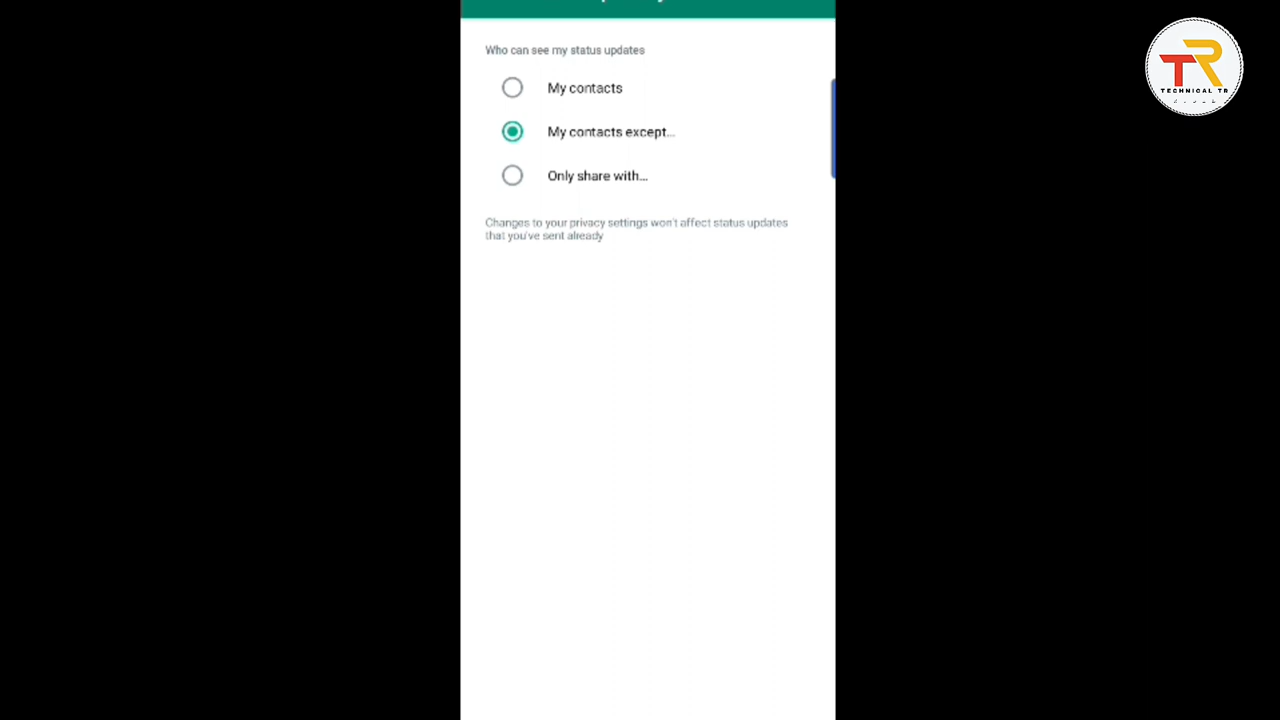 Who can see my status updates
My contacts
My contacts except...
Only share with...
Changes to your privacy settings won't affect status updates
that you've sent already
TR
TECHNICAL TR